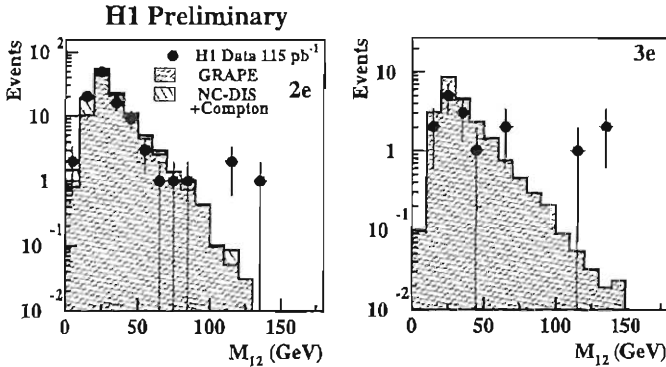 H1 Preliminary
Events
10²
10
1
10⁻¹
10⁻²
H1 Data 115 pb⁻¹
GRAPE
NC-DIS
+Compton
2e
0 50 100 150
M₁₂ (GeV)
Events
10
1
10⁻¹
10⁻²
3e
0 50 100 150
M₁₂ (GeV)